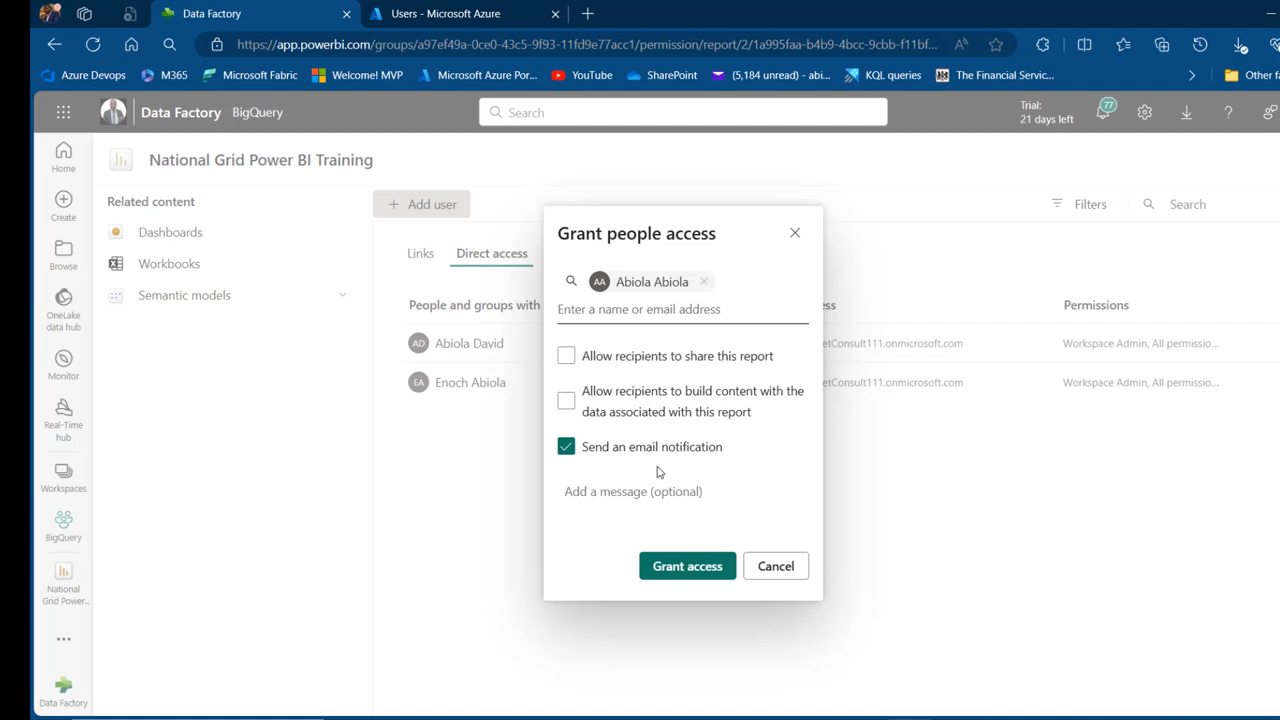 Data Factory
Users - Microsoft Azure
https://app.powerbi.com/groups/a97ef49a-0ce0-43c5-9f93-11fd9e77acc1/permission/report/2/1a995faa-b4b9-4bcc-9cbb-f11bf...
Azure Devops
M365
Microsoft Fabric
Welcome! MVP
Microsoft Azure Por...
YouTube
SharePoint
(5,184 unread) - abi...
KQL queries
The Financial Servic...
Other fa
Data Factory
BigQuery
Search
Trial:
21 days left
77
National Grid Power BI Training
Home
Create
Browse
OneLake
data hub
Monitor
Real-Time
hub
Workspaces
BigQuery
National
Grid Power..
Data Factory
Related content
Dashboards
Workbooks
Semantic models
Add user
Filters
Search
Links
Direct access
People and groups with
ss
Permissions
AD
Abiola David
etConsult111.onmicrosoft.com
Workspace Admin, All permissio...
EA
Enoch Abiola
etConsult111.onmicrosoft.com
Workspace Admin, All permissio...
Grant people access
AA
Abiola Abiola
Enter a name or email address
Allow recipients to share this report
Allow recipients to build content with the
data associated with this report
Send an email notification
Add a message (optional)
Grant access
Cancel